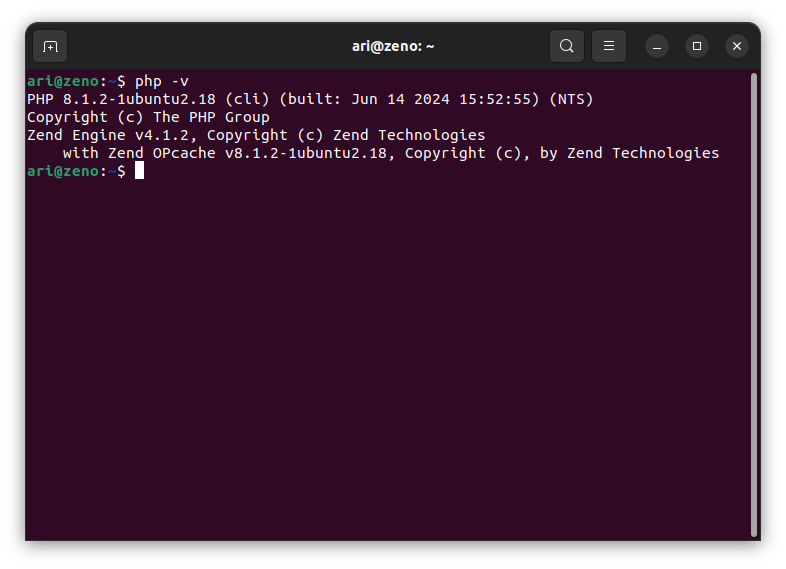 ari@zeno: ~
ari@zeno:~$ php -v
PHP 8.1.2-1ubuntu2.18 (cli) (built: Jun 14 2024 15:52:55) (NTS)
Copyright (c) The PHP Group
Zend Engine v4.1.2, Copyright (c) Zend Technologies
    with Zend OPcache v8.1.2-1ubuntu2.18, Copyright (c), by Zend Technologies
ari@zeno:~$